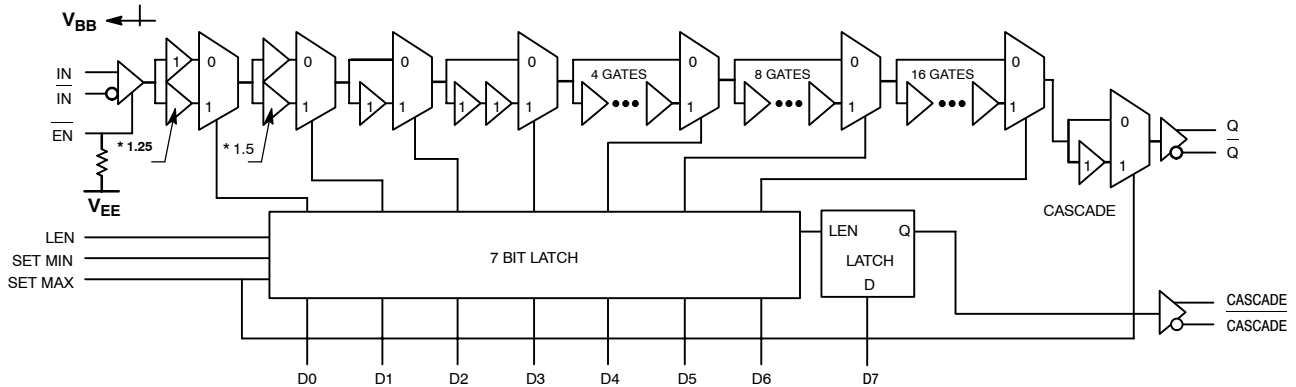 VBB
IN
IN
EN
VEE
1
0
1
* 1.25
0
1
* 1.5
0
1
1
0
1
1
1
4 GATES
0
1
8 GATES
0
1
16 GATES
0
1
0
1
1
CASCADE
Q
Q
LEN
SET MIN
SET MAX
7 BIT LATCH
LEN Q
LATCH
D
CASCADE
CASCADE
D0 D1 D2 D3 D4 D5 D6 D7